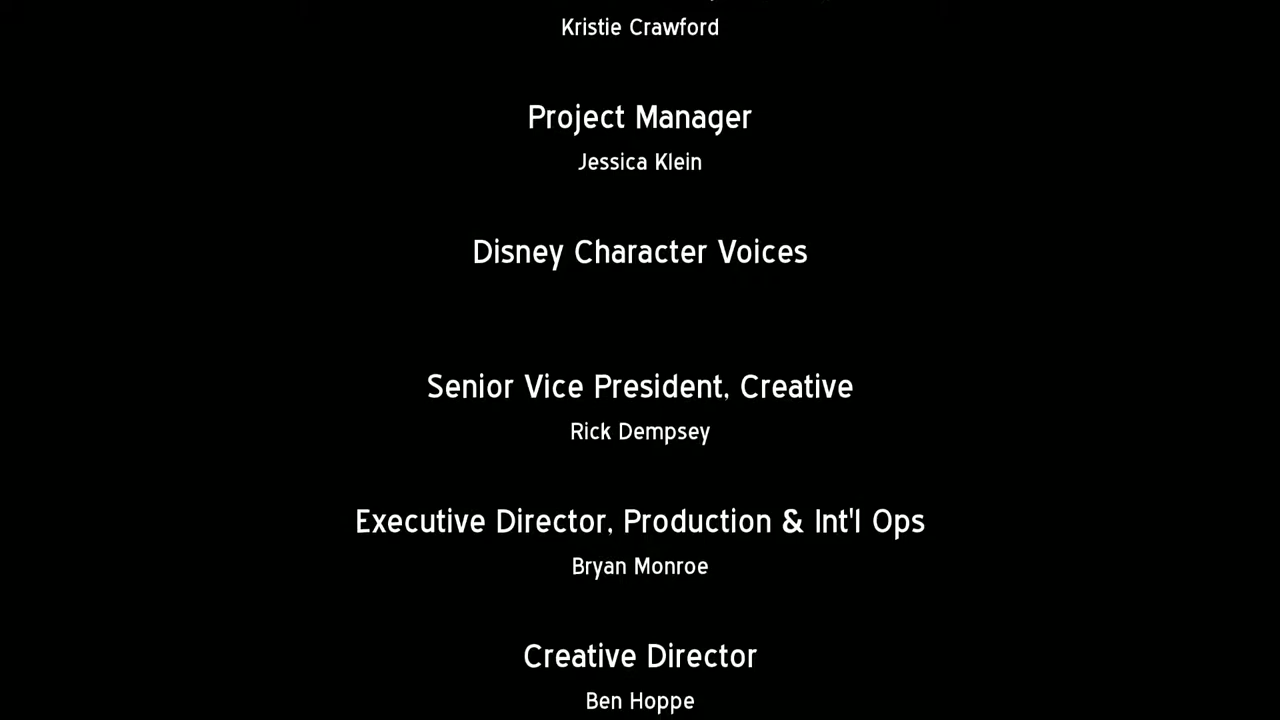 Kristie Crawford
Project Manager
Jessica Klein
Disney Character Voices
Senior Vice President, Creative
Rick Dempsey
Executive Director, Production & Int'l Ops
Bryan Monroe
Creative Director
Ben Hoppe